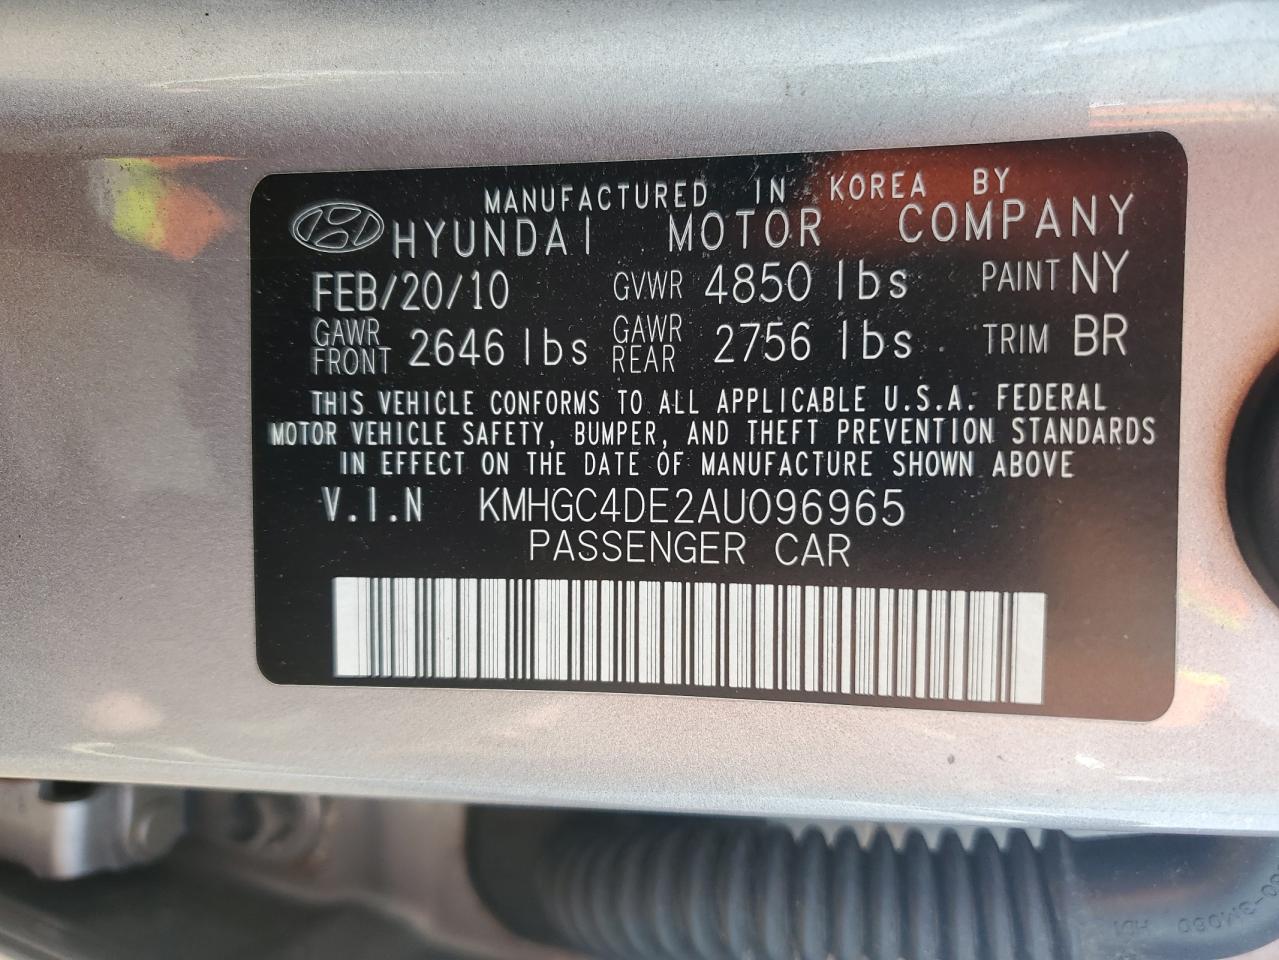 MANUFACTURED IN KOREA BY
HYUNDAI MOTOR COMPANY
FEB/20/10 GVWR 4850 lbs PAINT NY
GAWR FRONT 2646 lbs GAWR REAR 2756 lbs TRIM BR
THIS VEHICLE CONFORMS TO ALL APPLICABLE U.S.A. FEDERAL
MOTOR VEHICLE SAFETY, BUMPER, AND THEFT PREVENTION STANDARDS
IN EFFECT ON THE DATE OF MANUFACTURE SHOWN ABOVE
V.I.N KMHGC4DE2AU096965
PASSENGER CAR